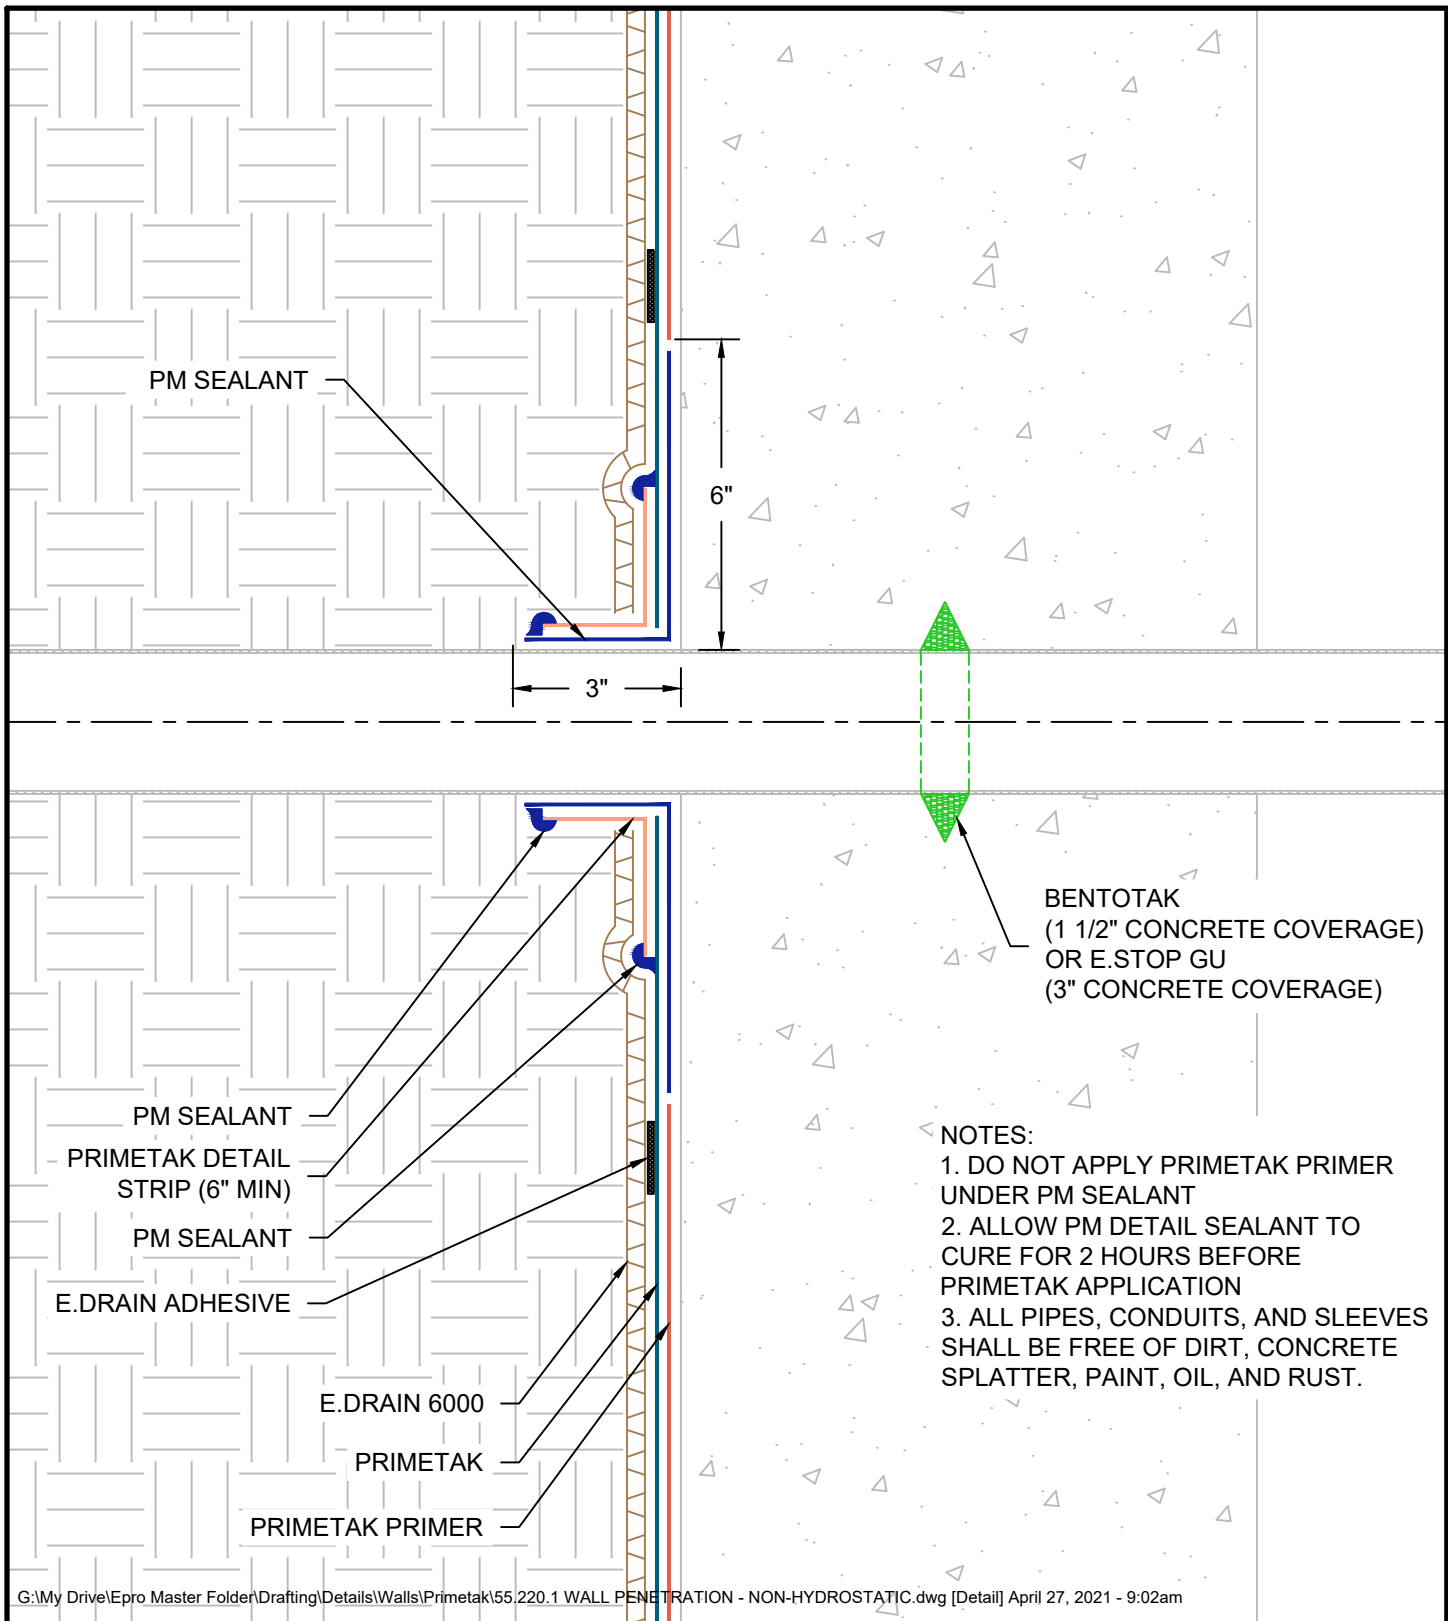 PM SEALANT
6"
3"
BENTOTAK
(1 1/2" CONCRETE COVERAGE)
OR E.STOP GU
(3" CONCRETE COVERAGE)
PM SEALANT
PRIMETAK DETAIL
STRIP (6" MIN)
PM SEALANT
E.DRAIN ADHESIVE
E.DRAIN 6000
PRIMETAK
PRIMETAK PRIMER
NOTES:
1. DO NOT APPLY PRIMETAK PRIMER
UNDER PM SEALANT
2. ALLOW PM DETAIL SEALANT TO
CURE FOR 2 HOURS BEFORE
PRIMETAK APPLICATION
3. ALL PIPES, CONDUITS, AND SLEEVES
SHALL BE FREE OF DIRT, CONCRETE
SPLATTER, PAINT, OIL, AND RUST.
G:\My Drive\Epro Master Folder\Drafting\Details\Walls\Primetak\55.220.1 WALL PENETRATION - NON-HYDROSTATIC.dwg [Detail] April 27, 2021 - 9:02am